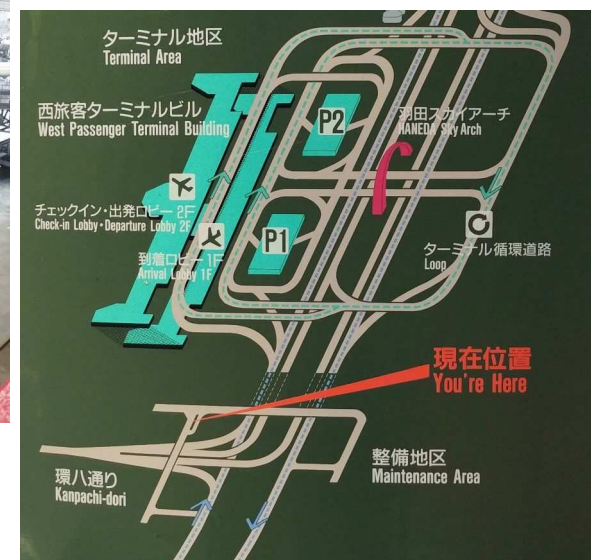 ターミナル地区
Terminal Area
西旅客ターミナルビル
West Passenger Terminal Building
P2
羽田スカイアーチ
HANEDA Sky Arch
チェックイン・出発ロビー 2F
Check-in Lobby・Departure Lobby 2F
到着ロビー 1F
Arrival Lobby 1F
P1
ターミナル循環道路
Loop
現在位置
You're Here
環八通り
Kanpachi-dori
整備地区
Maintenance Area